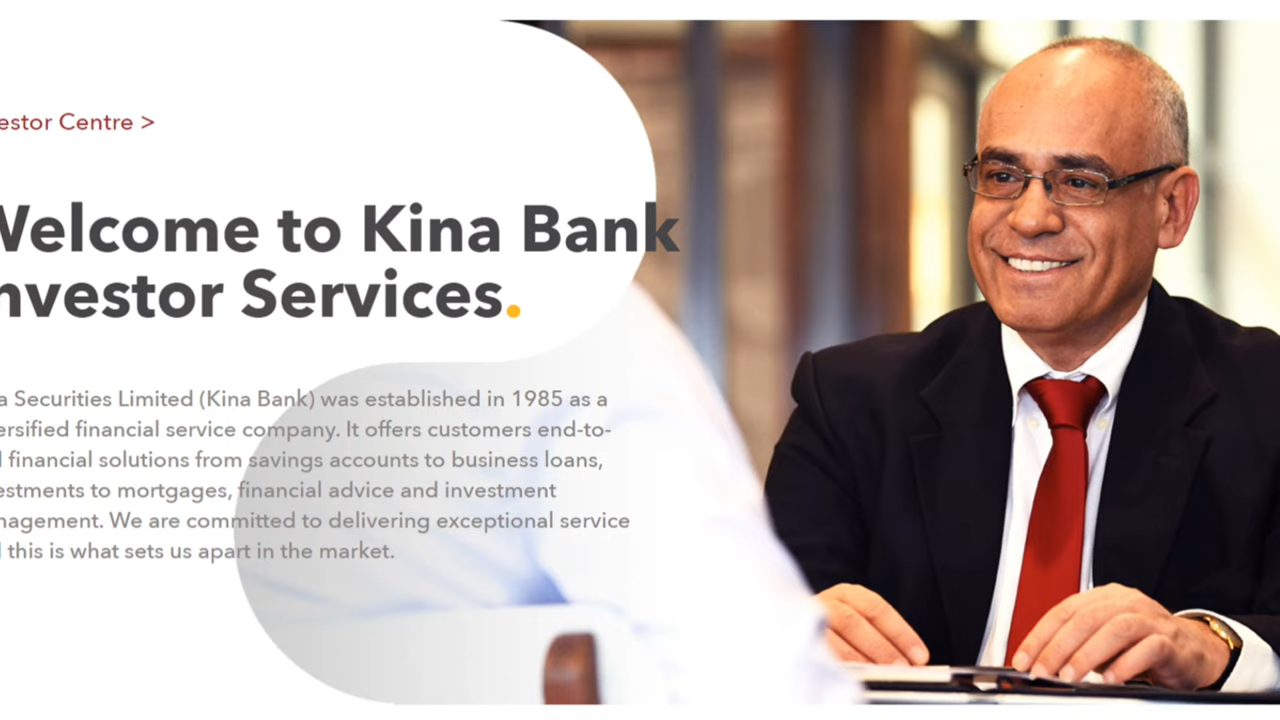 estor Centre >
Welcome to Kina Bank
nvestor Services.
a Securities Limited (Kina Bank) was established in 1985 as a
ersified financial service company. It offers customers end-to-
l financial solutions from savings accounts to business loans,
estments to mortgages, financial advice and investment
nagement. We are committed to delivering exceptional service
l this is what sets us apart in the market.